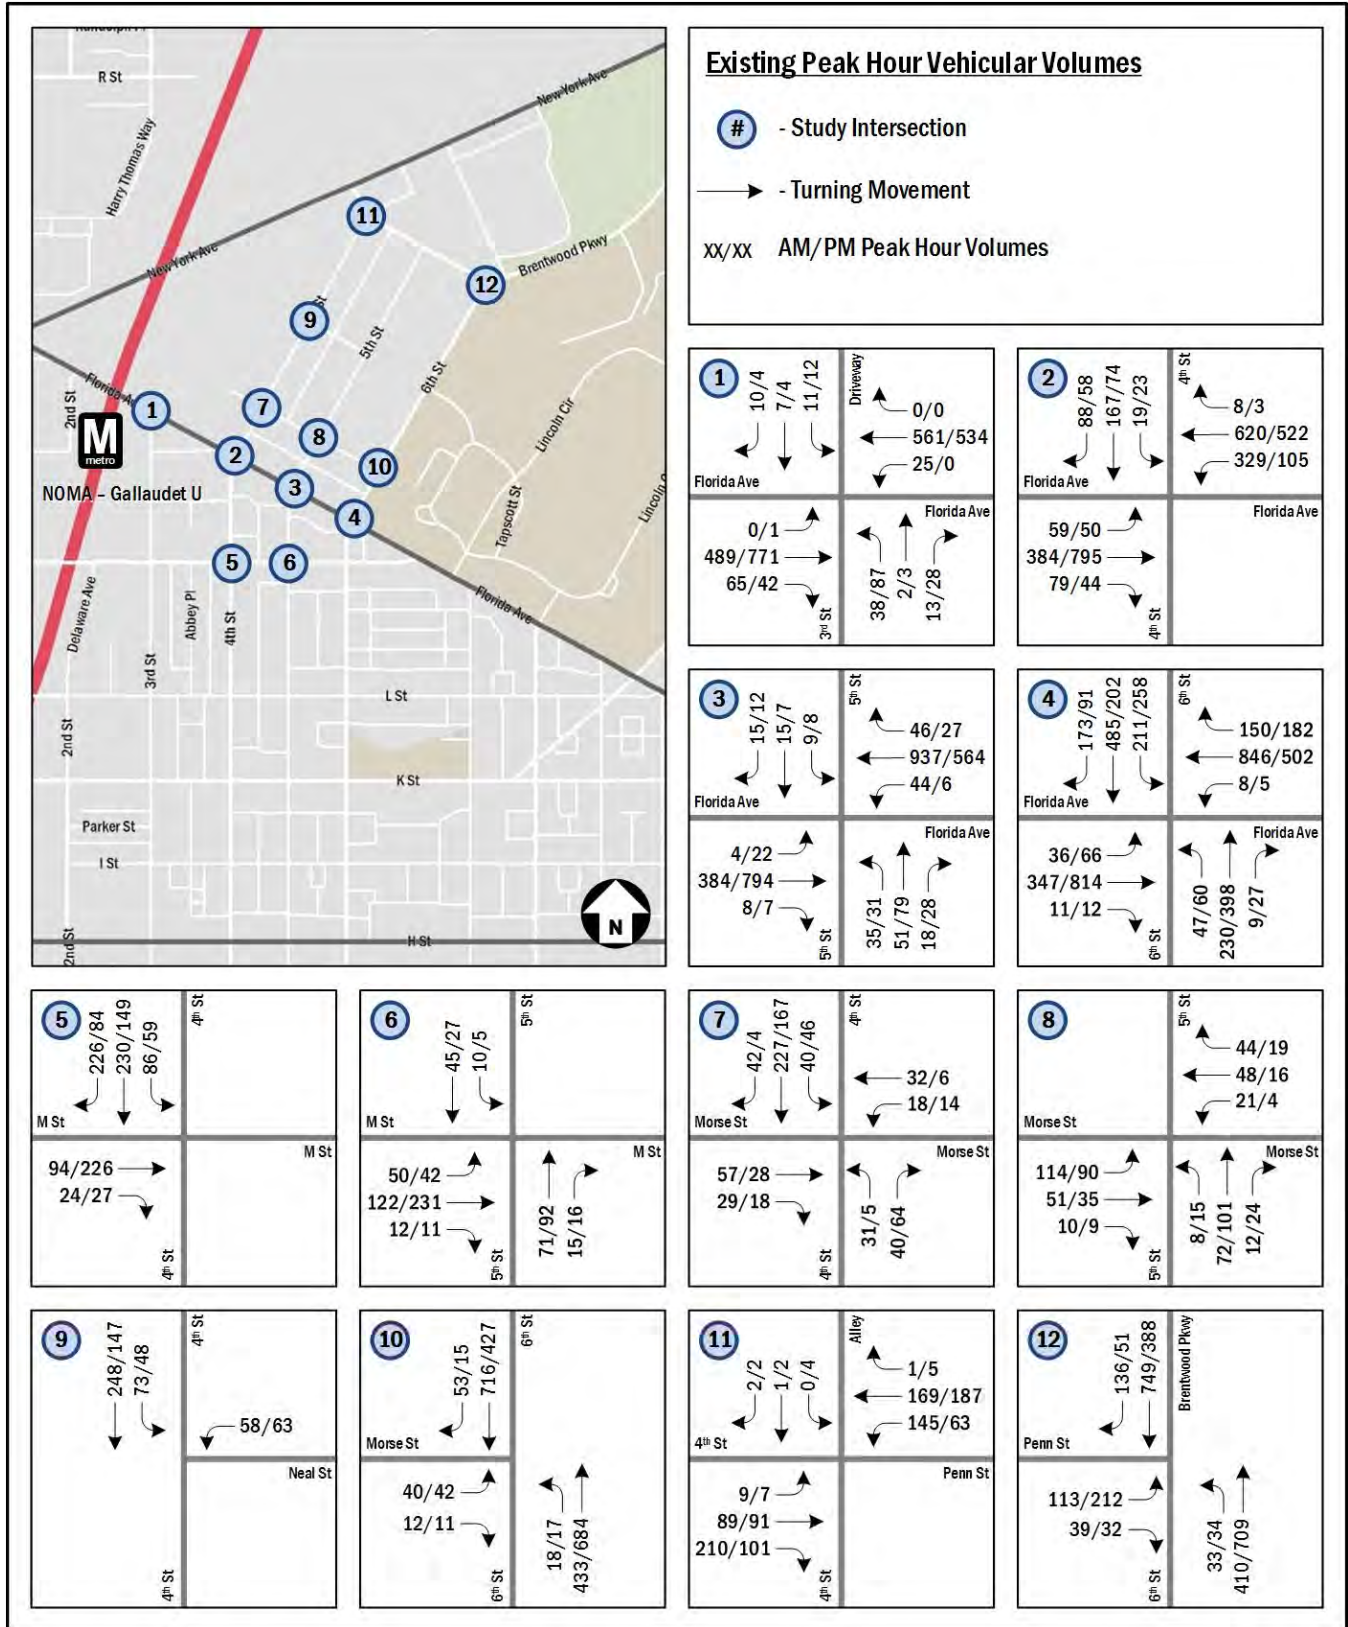 R St
Harry Thomas Way
New York Ave
New York Ave
Brentwood Pkwy
11
12
9
St
5th St
6th St
Florida Av
2nd St
1
7
8
2
10
3
4
M
metro
NOMA – Gallaudet U
Lincoln Cir
Tapscott St
Lincoln
5
6
Delaware Ave
Abbey Pl
4th St
3rd St
Florida Ave
L St
2nd St
K St
Parker St
I St
N
2nd St
H St
Existing Peak Hour Vehicular Volumes
# - Study Intersection
- Turning Movement
XX/XX AM/PM Peak Hour Volumes
1
10/4
7/4
11/12
Driveway
0/0
561/534
25/0
Florida Ave
Florida Ave
0/1
489/771
65/42
3rd St
38/87
2/3
13/28
2
88/58
167/74
19/23
4th St
8/3
620/522
329/105
Florida Ave
Florida Ave
59/50
384/795
79/44
4th St
3
15/12
15/7
9/8
5th St
46/27
937/564
44/6
Florida Ave
Florida Ave
4/22
384/794
8/7
5th St
35/31
51/79
18/28
4
173/91
485/202
211/258
6th St
150/182
846/502
8/5
Florida Ave
Florida Ave
36/66
347/814
11/12
6th St
47/60
230/398
9/27
5
226/84
230/149
86/59
4th St
M St
M St
94/226
24/27
4th St
6
45/27
10/5
5th St
M St
M St
50/42
122/231
12/11
5th St
71/92
15/16
7
42/4
227/167
40/46
4th St
32/6
18/14
Morse St
Morse St
57/28
29/18
4th St
31/5
40/64
8
5th St
44/19
48/16
21/4
Morse St
Morse St
114/90
51/35
10/9
5th St
8/15
72/101
12/24
9
248/147
73/48
4th St
58/63
Neal St
4th St
10
53/15
716/427
6th St
Morse St
40/42
12/11
6th St
18/17
433/684
11
2/2
1/2
0/4
Alley
1/5
169/187
145/63
4th St
Penn St
9/7
89/91
210/101
4th St
12
136/51
749/388
Brentwood Pkwy
Penn St
113/212
39/32
6th St
33/34
410/709